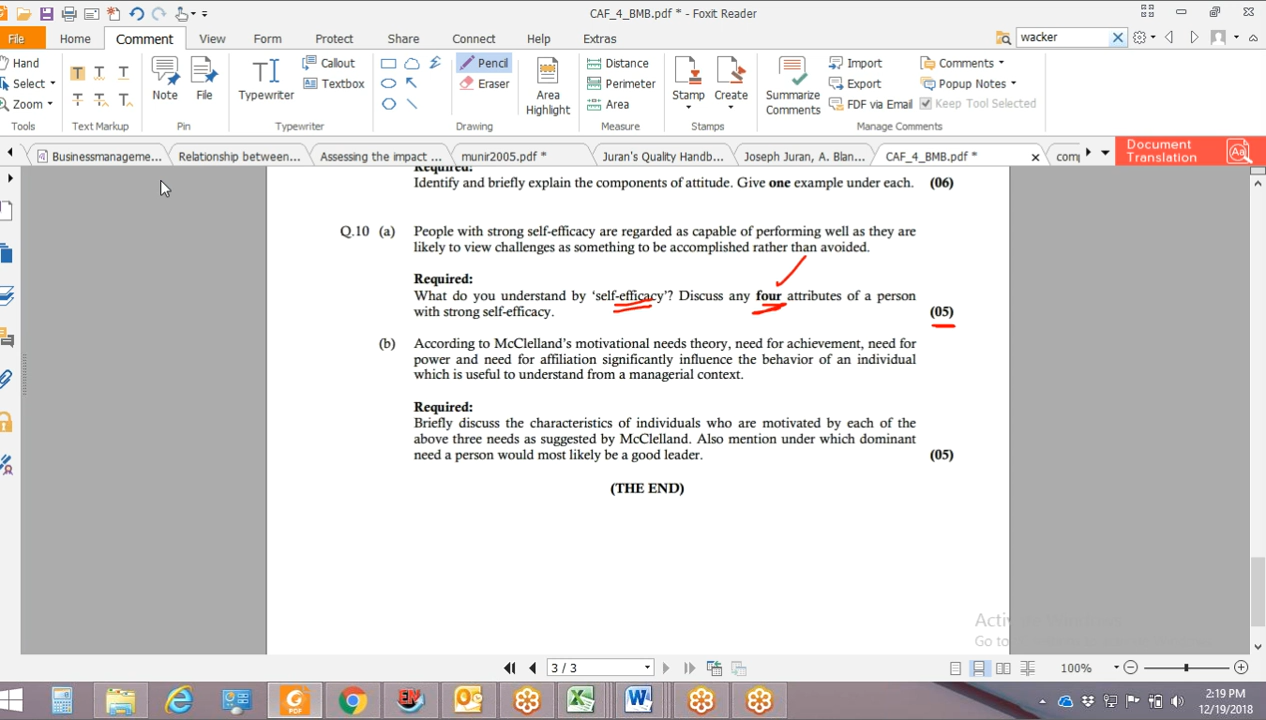 CAF_4_BMB.pdf * - Foxit Reader
File Home Comment View Form Protect Share Connect Help Extras wacker
Hand
Select
Zoom
Tools
Text Markup
Note
File
Pin
Typewriter
Callout
Textbox
Typewriter
Pencil
Eraser
Drawing
Area
Highlight
Distance
Perimeter
Area
Measure
Stamp
Create
Stamps
Summarize
Comments
Import
Export
FDF via Email
Comments
Popup Notes
Keep Tool Selected
Manage Comments
Businessmanageme... Relationship between... Assessing the impact ... munir2005.pdf * Juran's Quality Handb... Joseph Juran, A. Blan... CAF_4_BMB.pdf *
Document
Translation
Required:
Identify and briefly explain the components of attitude. Give one example under each. (06)
Q.10 (a) People with strong self-efficacy are regarded as capable of performing well as they are
likely to view challenges as something to be accomplished rather than avoided.
Required:
What do you understand by ‘self-efficacy’? Discuss any four attributes of a person
with strong self-efficacy. (05)
(b) According to McClelland’s motivational needs theory, need for achievement, need for
power and need for affiliation significantly influence the behavior of an individual
which is useful to understand from a managerial context.
Required:
Briefly discuss the characteristics of individuals who are motivated by each of the
above three needs as suggested by McClelland. Also mention under which dominant
need a person would most likely be a good leader. (05)
(THE END)
Go to
3 / 3
100%
2:19 PM
12/19/2018